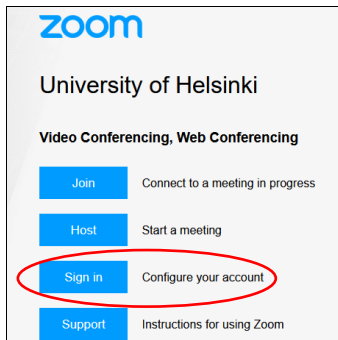 zoom
University of Helsinki
Video Conferencing, Web Conferencing
Join Connect to a meeting in progress
Host Start a meeting
Sign in Configure your account
Support Instructions for using Zoom